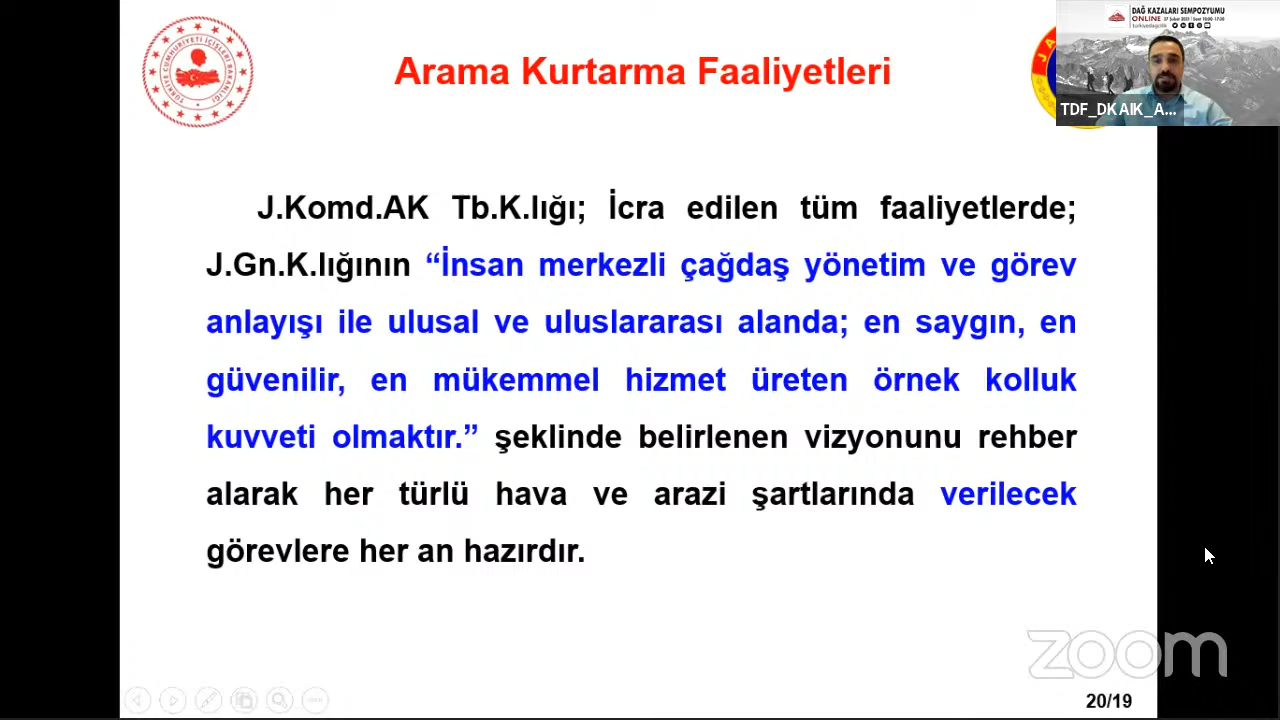 Arama Kurtarma Faaliyetleri
DAĞ KAZALARI SEMPOZYUMU
ONLINE
TDF_DKAIK_A...
J.Komd.AK Tb.K.lığı; İcra edilen tüm faaliyetlerde;
J.Gn.K.lığının “İnsan merkezli çağdaş yönetim ve görev
anlayışı ile ulusal ve uluslararası alanda; en saygın, en
güvenilir, en mükemmel hizmet üreten örnek kolluk
kuvveti olmaktır.” şeklinde belirlenen vizyonunu rehber
alarak her türlü hava ve arazi şartlarında verilecek
görevlere her an hazırdır.
zoom
20/19